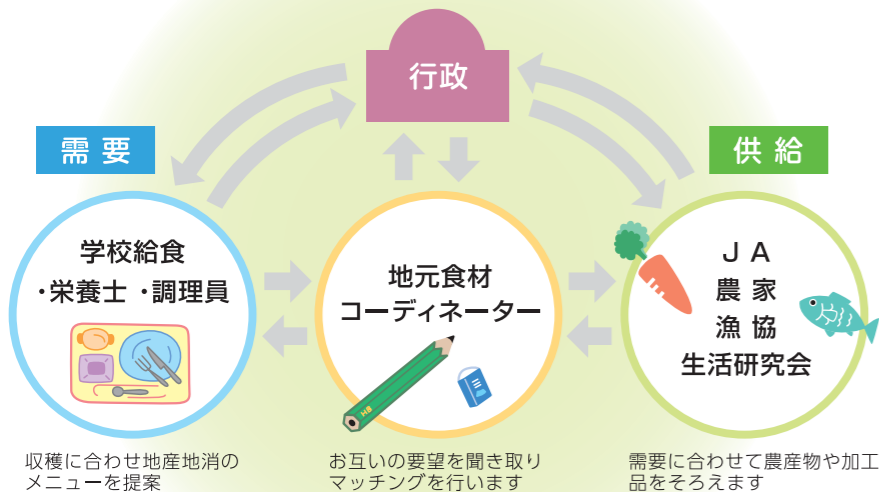 行政
需要
供給
学校給食
・栄養士・調理員
地元食材
コーディネーター
JA
農家
漁協
生活研究会
HB
収穫に合わせ地産地消の
メニューを提案
お互いの要望を聞き取り
マッチングを行います
需要に合わせて農産物や加工
品をそろえます